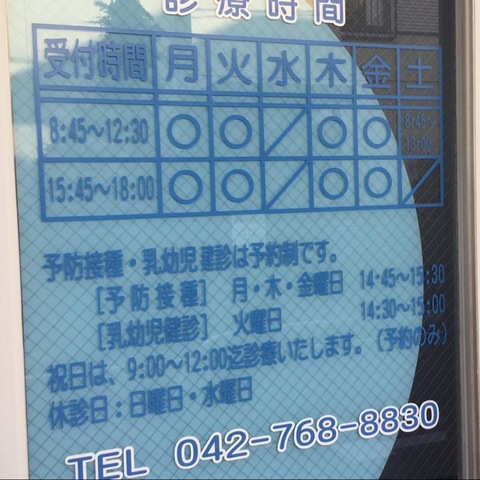 診療時間
受付時間 月 火 水 木 金 土
8:45～12:30 ○ ○ ／ ○ ○ 8:45～13:00
15:45～18:00 ○ ○ ／ ○ ○ ／
予防接種・乳幼児健診は予約制です。
[予防接種] 月・木・金曜日 14:45～15:30
[乳幼児健診] 火曜日 14:30～15:00
祝日は、9:00～12:00迄診療いたします。(予約のみ)
休診日：日曜日・水曜日
TEL 042-768-8830